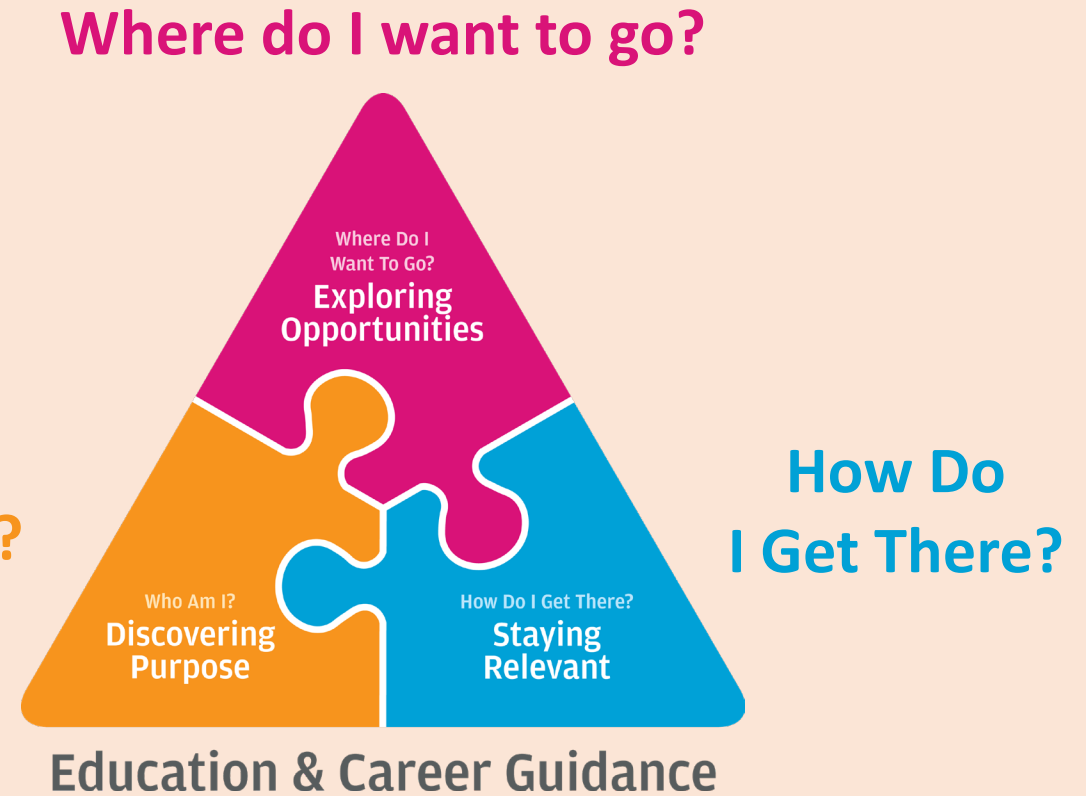 Where do I want to go?
Where Do I
Want To Go?
Exploring
Opportunities
How Do
I Get There?
?
Who Am I?
Discovering
Purpose
How Do I Get There?
Staying
Relevant
Education & Career Guidance